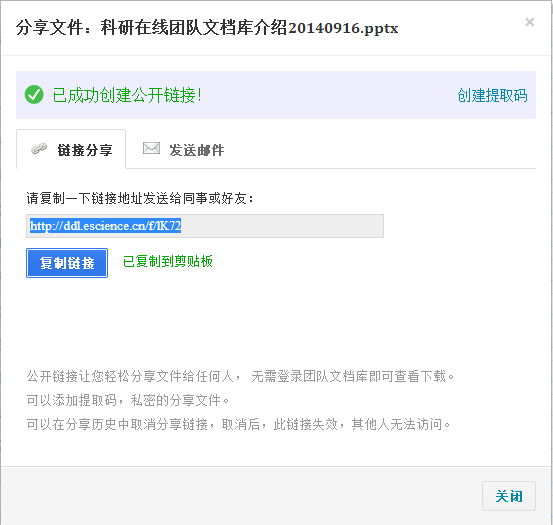 分享文件：科研在线团队文档库介绍20140916.pptx
×
已成功创建公开链接!
创建提取码
链接分享
发送邮件
请复制一下链接地址发送给同事或好友：
http://ddl.escience.cn/f/IK72
复制链接
已复制到剪贴板
公开链接让您轻松分享文件给任何人， 无需登录团队文档库即可查看下载。
可以添加提取码，私密的分享文件。
可以在分享历史中取消分享链接，取消后，此链接失效，其他人无法访问。
关闭